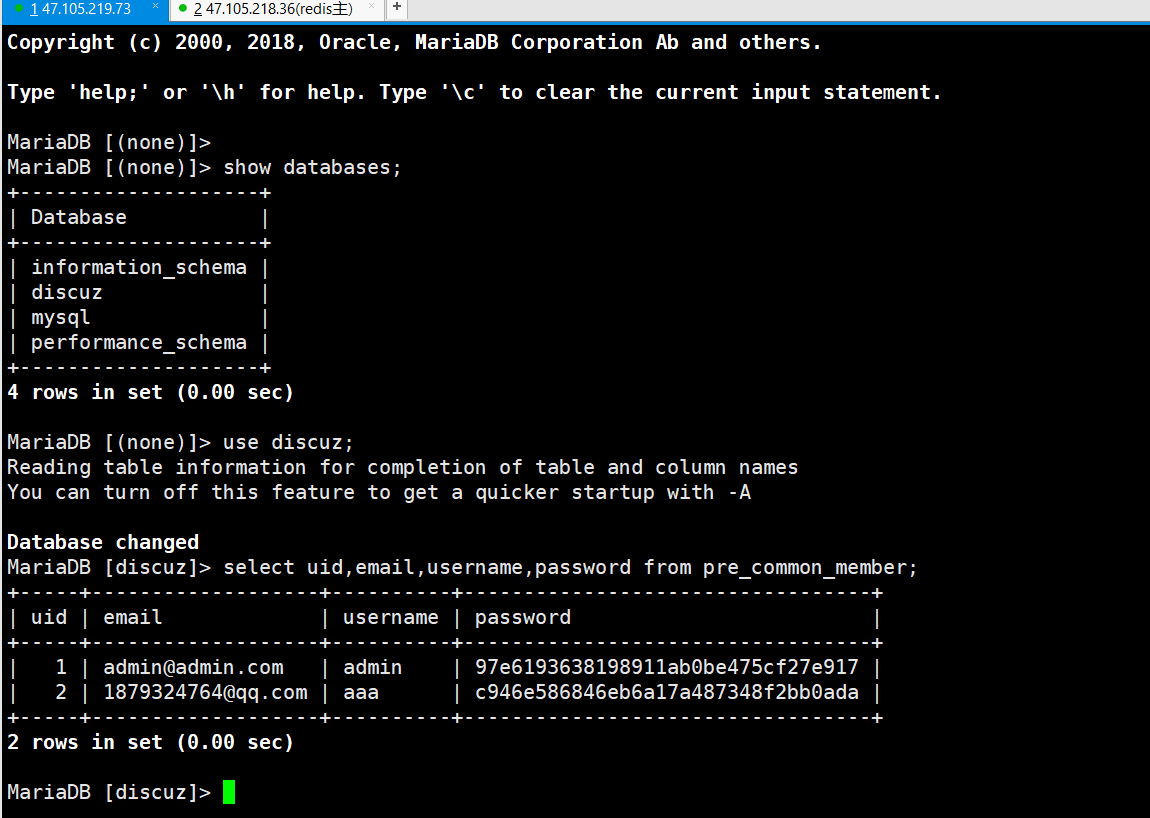 1 47.105.219.73 × 2 47.105.218.36(redis主) × +
Copyright (c) 2000, 2018, Oracle, MariaDB Corporation Ab and others.
Type 'help;' or '\h' for help. Type '\c' to clear the current input statement.
MariaDB [(none)]>
MariaDB [(none)]> show databases;
+--------------------+
| Database           |
+--------------------+
| information_schema |
| discuz             |
| mysql              |
| performance_schema |
+--------------------+
4 rows in set (0.00 sec)
MariaDB [(none)]> use discuz;
Reading table information for completion of table and column names
You can turn off this feature to get a quicker startup with -A
Database changed
MariaDB [discuz]> select uid,email,username,password from pre_common_member;
+-----+-------------------+----------+----------------------------------+
| uid | email             | username | password                         |
+-----+-------------------+----------+----------------------------------+
|   1 | admin@admin.com   | admin    | 97e6193638198911ab0be475cf27e917 |
|   2 | 1879324764@qq.com | aaa      | c946e586846eb6a17a487348f2bb0ada |
+-----+-------------------+----------+----------------------------------+
2 rows in set (0.00 sec)
MariaDB [discuz]>